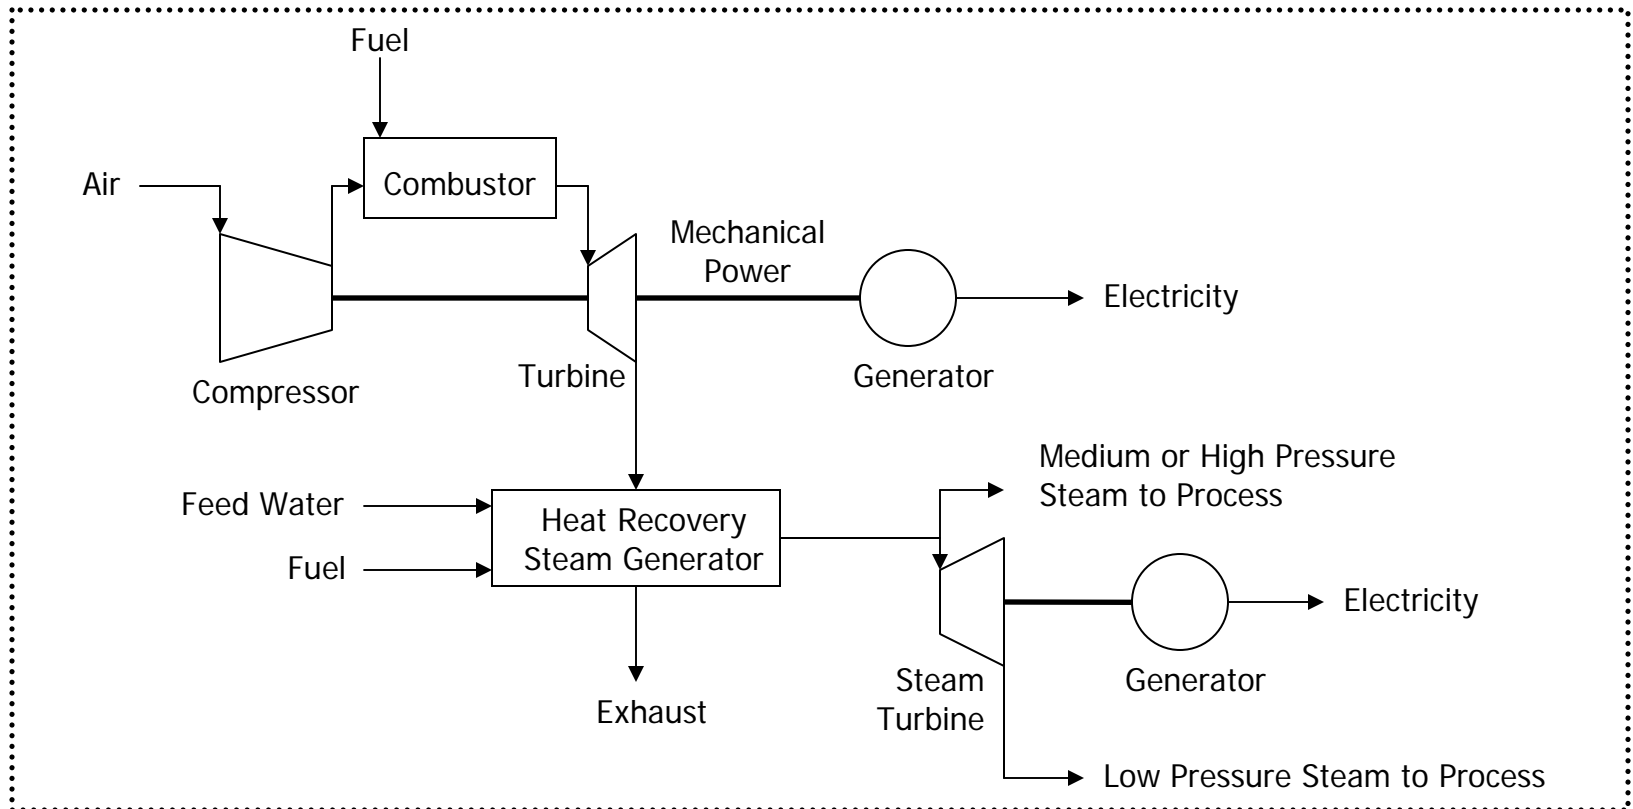 Fuel
Air
Combustor
Mechanical
Power
Electricity
Compressor
Turbine
Generator
Medium or High Pressure
Steam to Process
Feed Water
Heat Recovery
Steam Generator
Fuel
Electricity
Steam
Turbine
Generator
Exhaust
Low Pressure Steam to Process